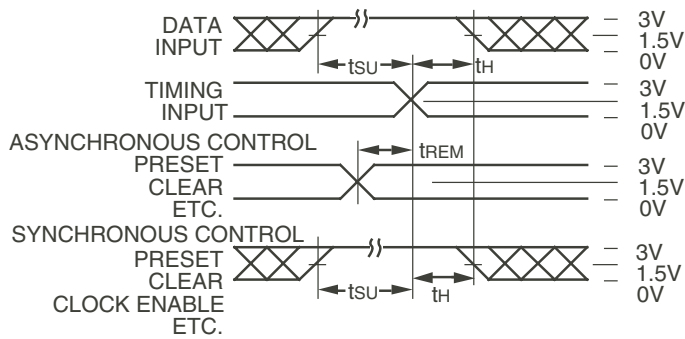 DATA
INPUT
3V
1.5V
0V
tSU
tH
TIMING
INPUT
3V
1.5V
0V
ASYNCHRONOUS CONTROL
PRESET
CLEAR
ETC.
tREM
3V
1.5V
0V
SYNCHRONOUS CONTROL
PRESET
CLEAR
CLOCK ENABLE
ETC.
tSU
tH
3V
1.5V
0V